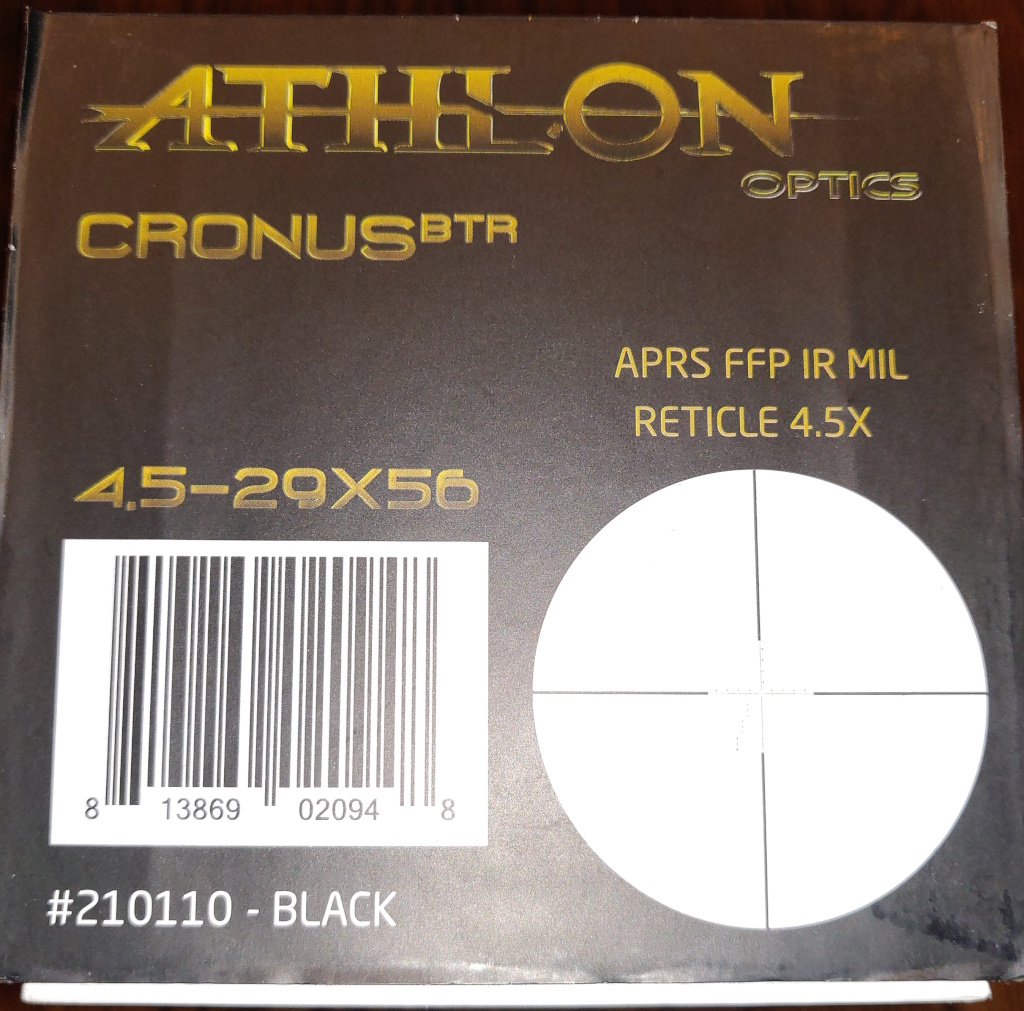 ATHLON
OPTICS
CRONUS BTR
APRS FFP IR MIL
RETICLE 4.5X
4.5-29X56
8 13869 02094 8
#210110 - BLACK